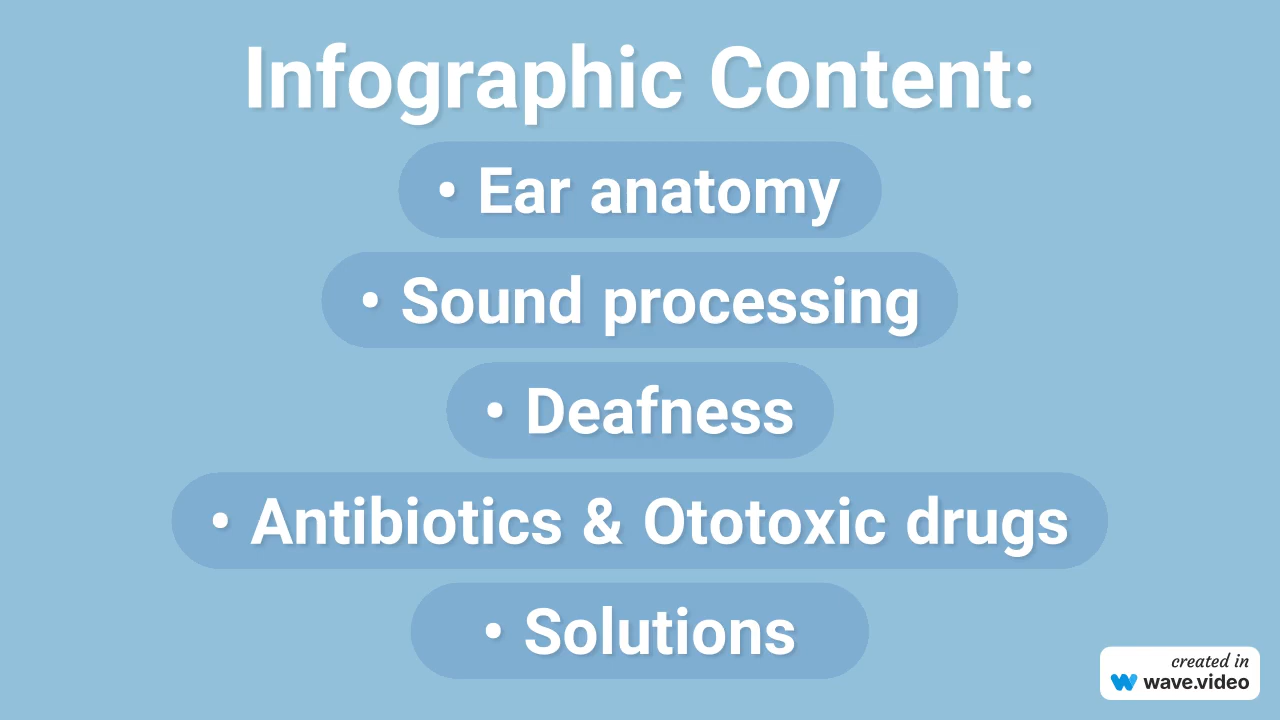 Infographic Content:
• Ear anatomy
• Sound processing
• Deafness
• Antibiotics & Ototoxic drugs
• Solutions
created in
wave.video